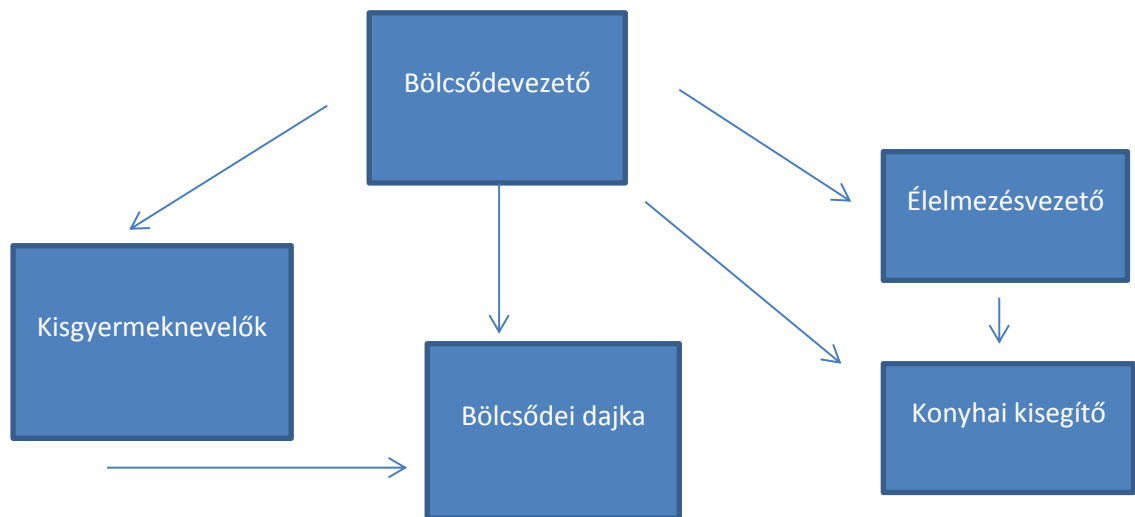 Bölcsődevezető
Élelmezésvezető
Kisgyermeknevelők
Bölcsődei dajka
Konyhai kisegítő